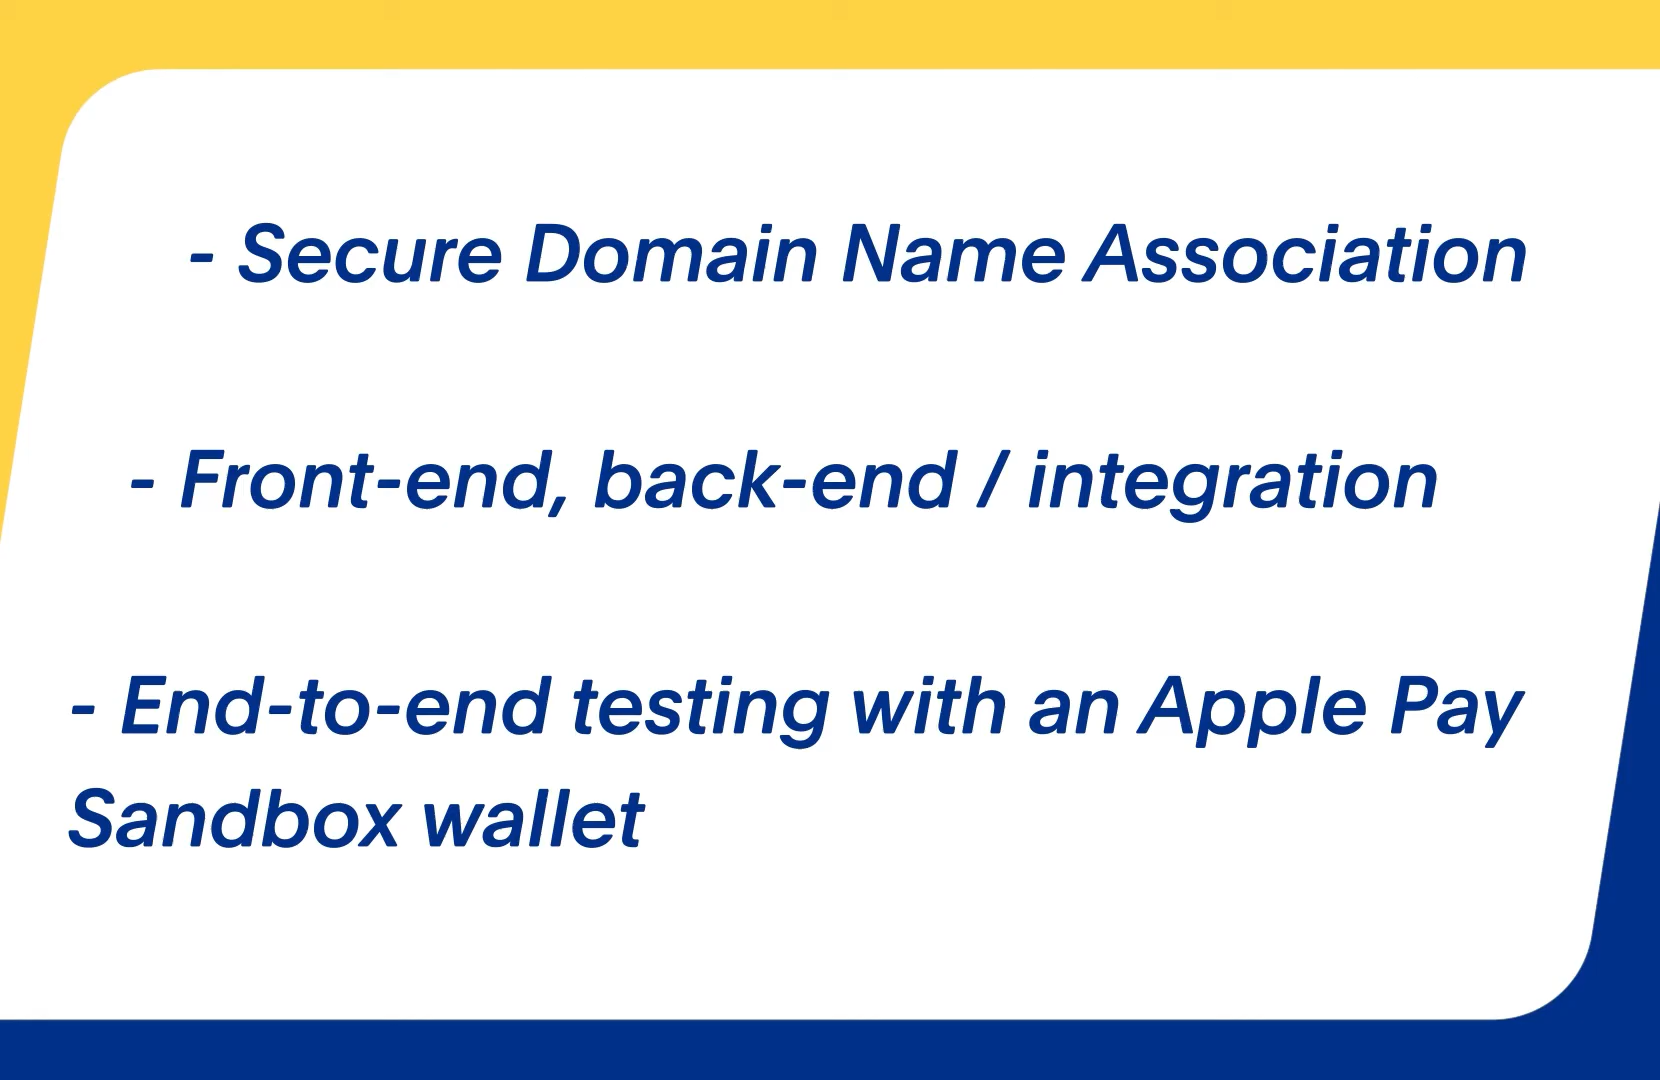 - Secure Domain Name Association
- Front-end, back-end / integration
- End-to-end testing with an Apple Pay
Sandbox wallet